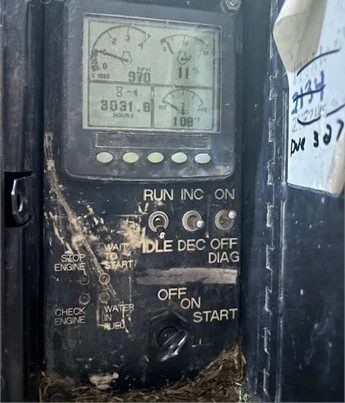 RPM
970
3031.8
HOURS
108°
RUN INC ON
IDLE DEC OFF
DIAG
STOP
ENGINE
WAIT
TO
START
CHECK
ENGINE
WATER
IN
FUEL
OFF
ON
START